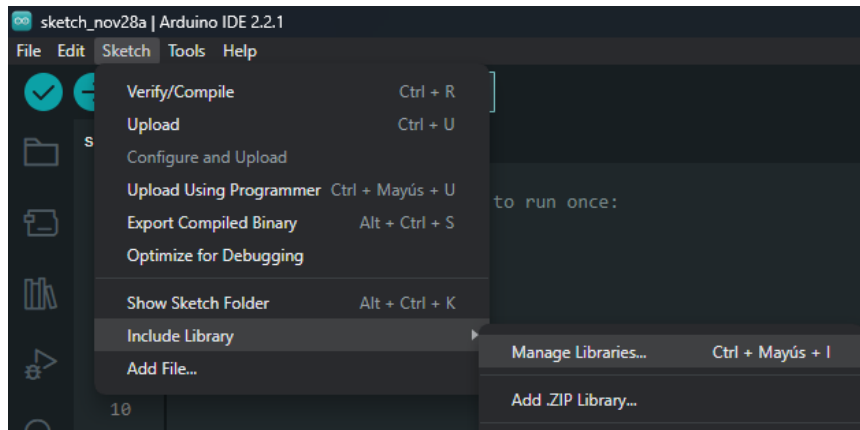 sketch_nov28a | Arduino IDE 2.2.1
File Edit Sketch Tools Help
Verify/Compile Ctrl + R
Upload Ctrl + U
Configure and Upload
Upload Using Programmer Ctrl + Mayús + U
to run once:
Export Compiled Binary Alt + Ctrl + S
Optimize for Debugging
Show Sketch Folder Alt + Ctrl + K
Include Library
Manage Libraries... Ctrl + Mayús + I
Add File...
Add .ZIP Library...
10